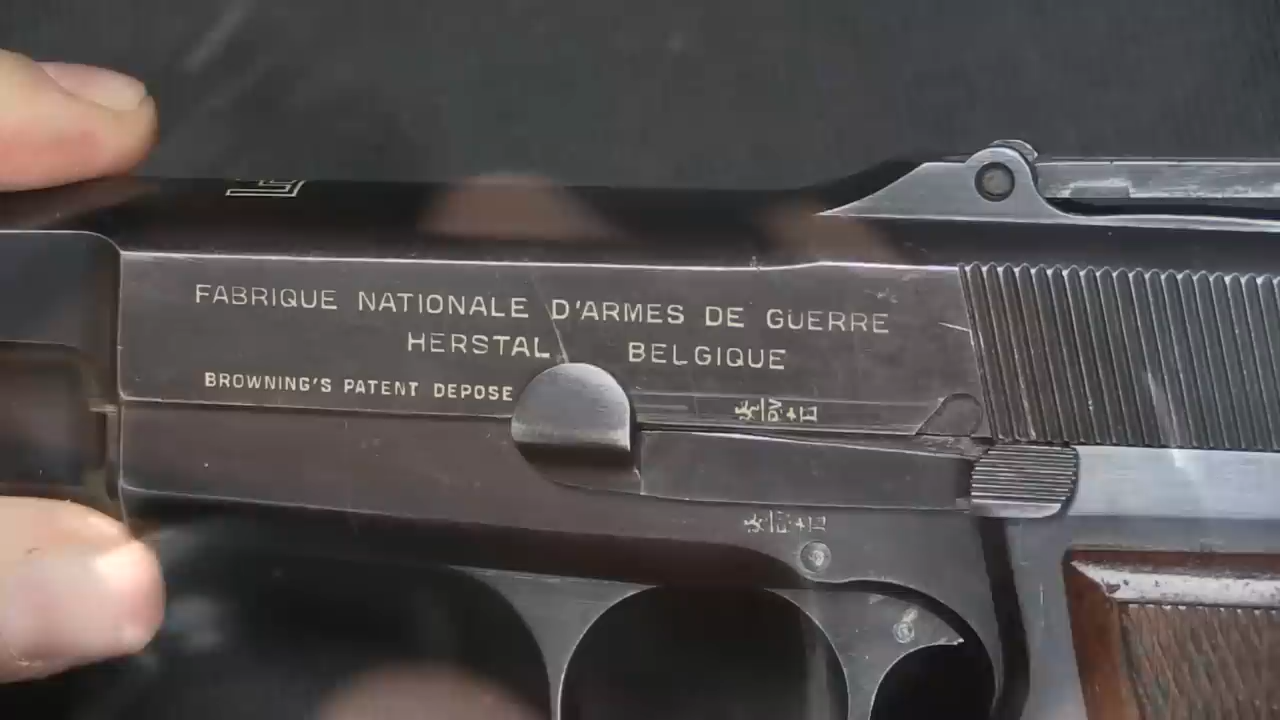 FABRIQUE NATIONALE D'ARMES DE GUERRE
HERSTAL BELGIQUE
BROWNING'S PATENT DEPOSE